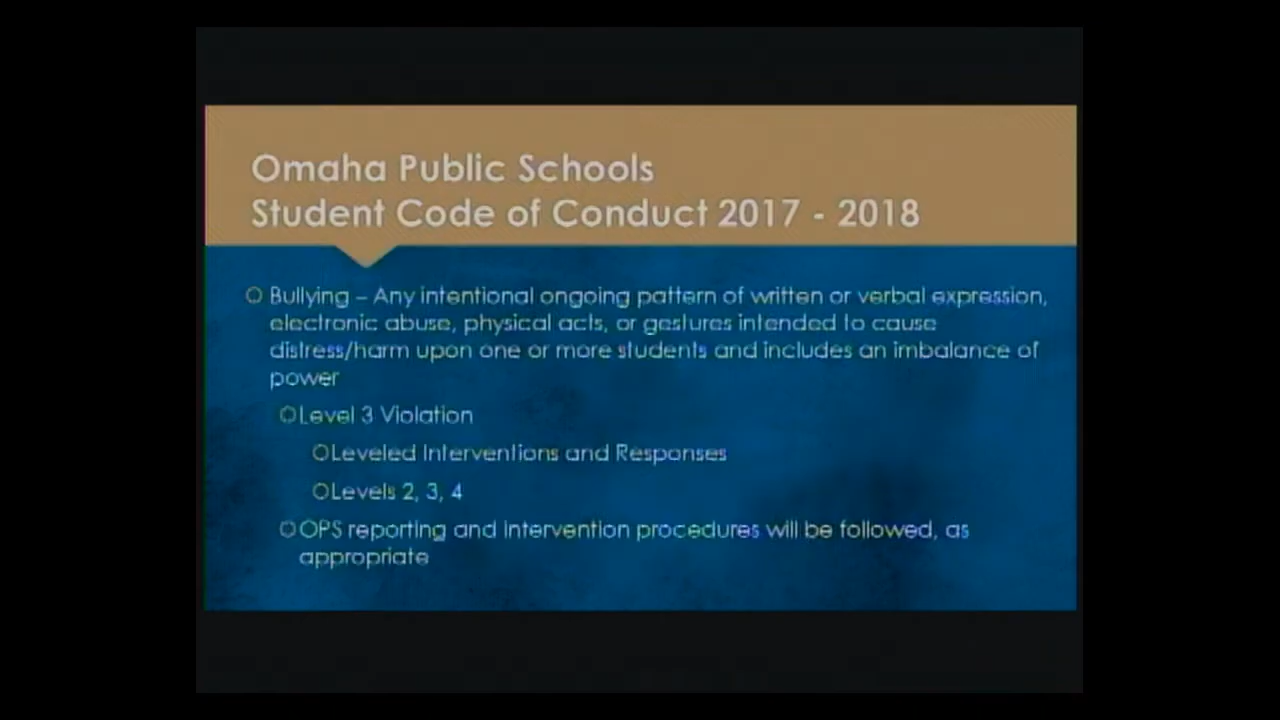 Omaha Public Schools
Student Code of Conduct 2017 - 2018
Bullying – Any intentional ongoing pattern of written or verbal expression,
electronic abuse, physical acts, or gestures intended to cause
distress/harm upon one or more students and includes an imbalance of
power
Level 3 Violation
Leveled Interventions and Responses
Levels 2, 3, 4
OPS reporting and intervention procedures will be followed, as
appropriate